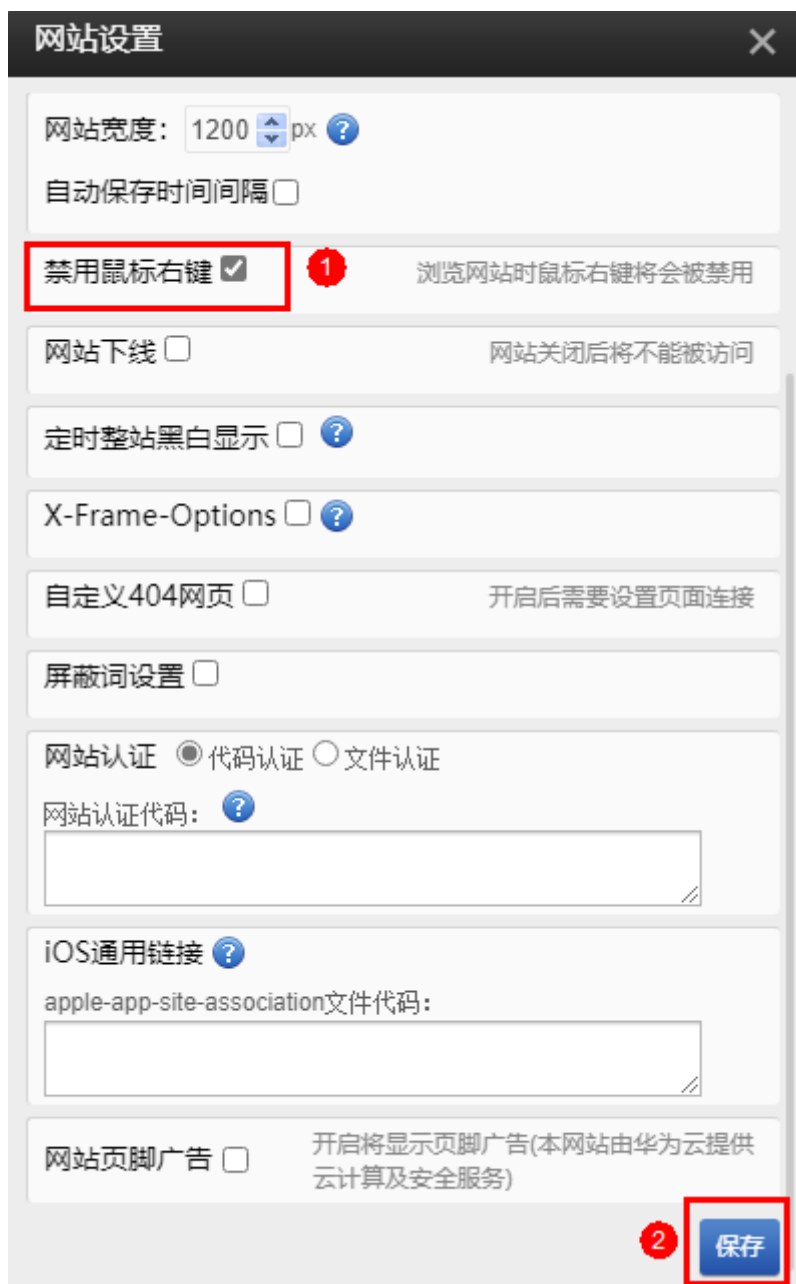 网站设置
网站宽度： 1200 px
自动保存时间间隔
禁用鼠标右键 1 浏览网站时鼠标右键将会被禁用
网站下线 网站关闭后将不能被访问
定时整站黑白显示
X-Frame-Options
自定义404网页 开启后需要设置页面连接
屏蔽词设置
网站认证 代码认证 文件认证
网站认证代码：
iOS通用链接
apple-app-site-association文件代码：
网站页脚广告 开启将显示页脚广告(本网站由华为云提供
云计算及安全服务)
2 保存